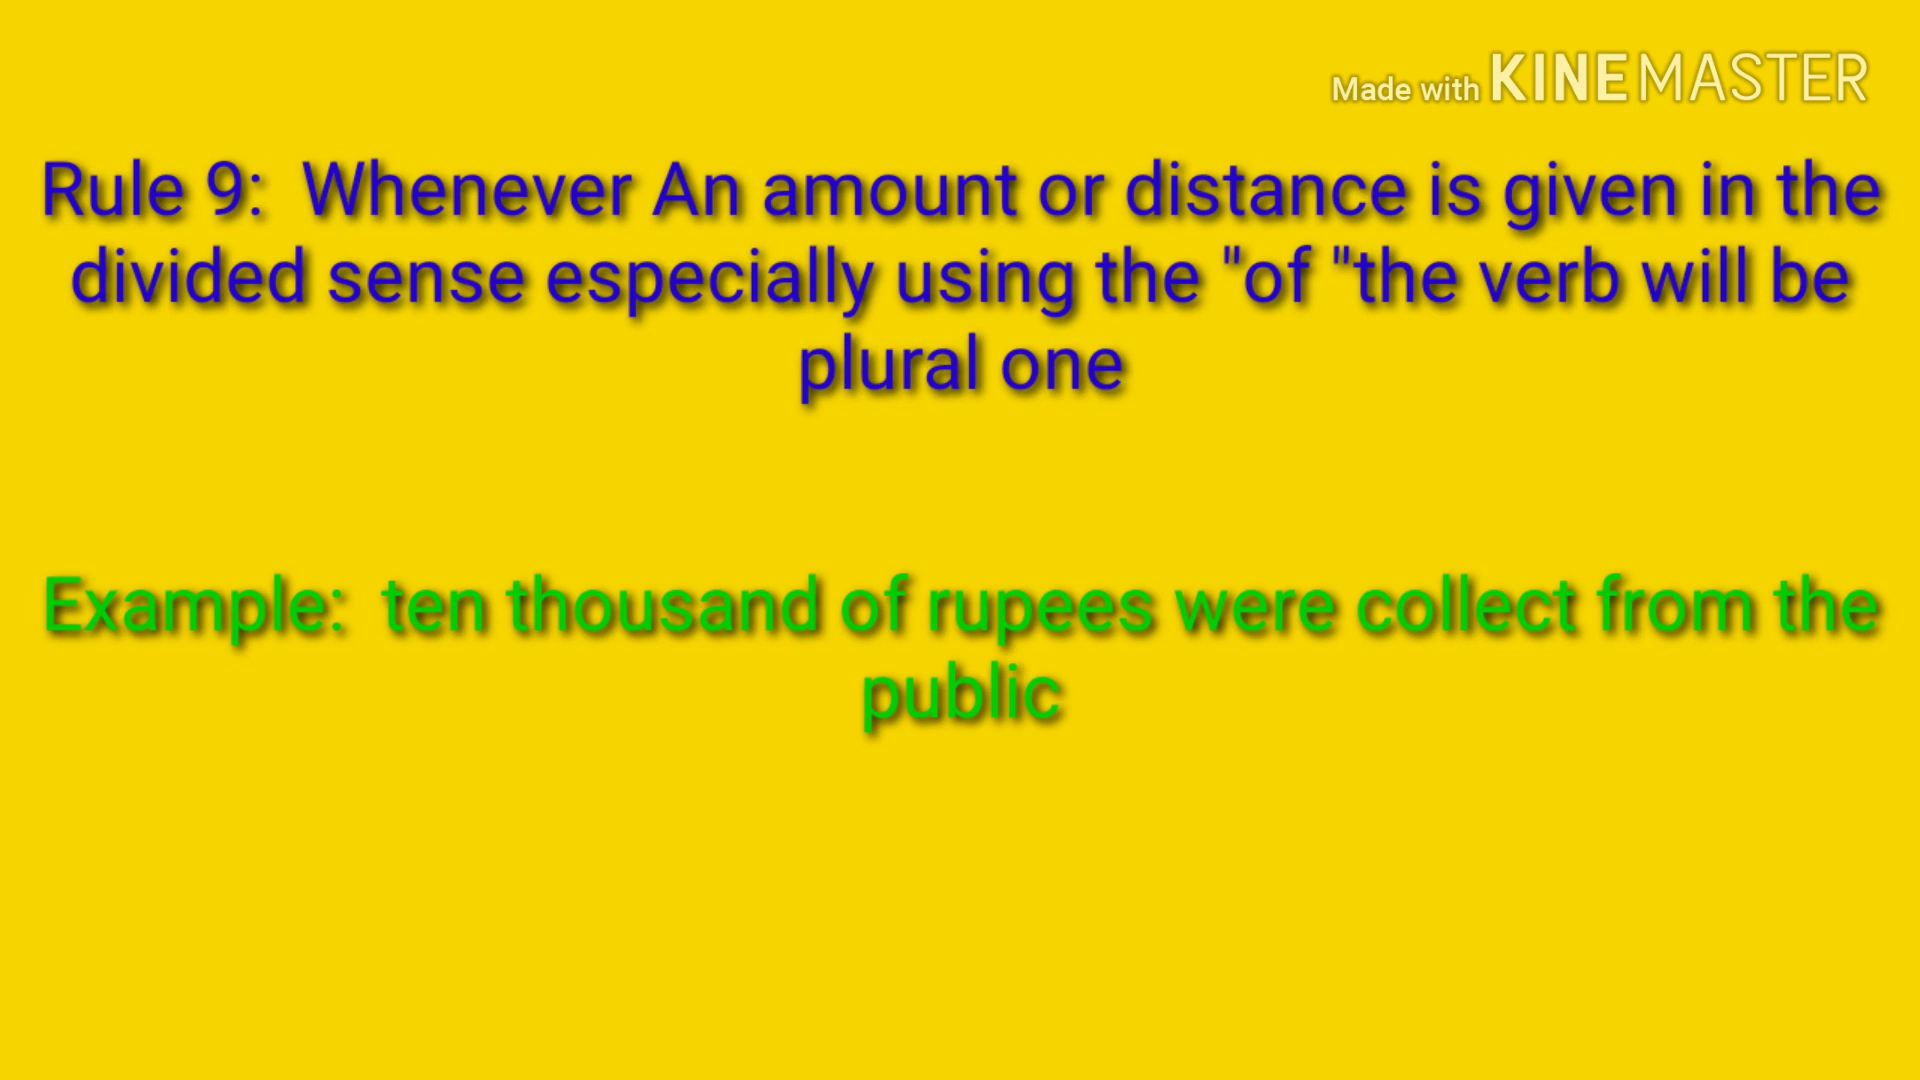 Made with KINEMASTER
Rule 9:  Whenever An amount or distance is given in the
divided sense especially using the "of "the verb will be
plural one
Example:  ten thousand of rupees were collect from the
public